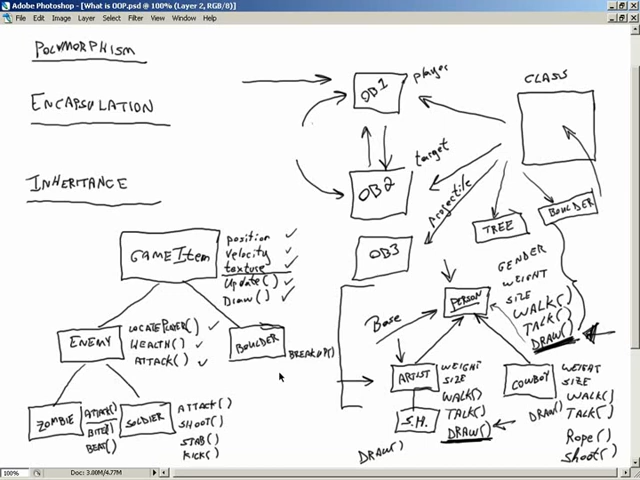 Adobe Photoshop - [What is OOP.psd @ 100% (Layer 2, RGB/8)]
File Edit Image Layer Select Filter View Window Help
POLYMORPHISM
ENCAPSULATION
INHERITANCE
OB1
player
CLASS
OB2
target
projectile
OB3
TREE
BOULDER
GAMEItem
position
velocity
texture
Update()
Draw()
ENEMY
LOCATEPLAYER()
HEALTH()
ATTACK()
BOULDER
BREAKUP()
ZOMBIE
ATTACK()
BITE()
BEAT()
SOLDIER
ATTACK()
SHOOT()
STAB()
KICK()
PERSON
GENDER
WEIGHT
SIZE
WALK()
TALK()
DRAW()
Base
ARTIST
WEIGHT
SIZE
WALK()
TALK()
DRAW()
S.H.
DRAW()
COWBOY
WEIGHT
SIZE
WALK()
TALK()
DRAW()
Rope()
Shoot()
100% Doc: 3.00M/4.77M